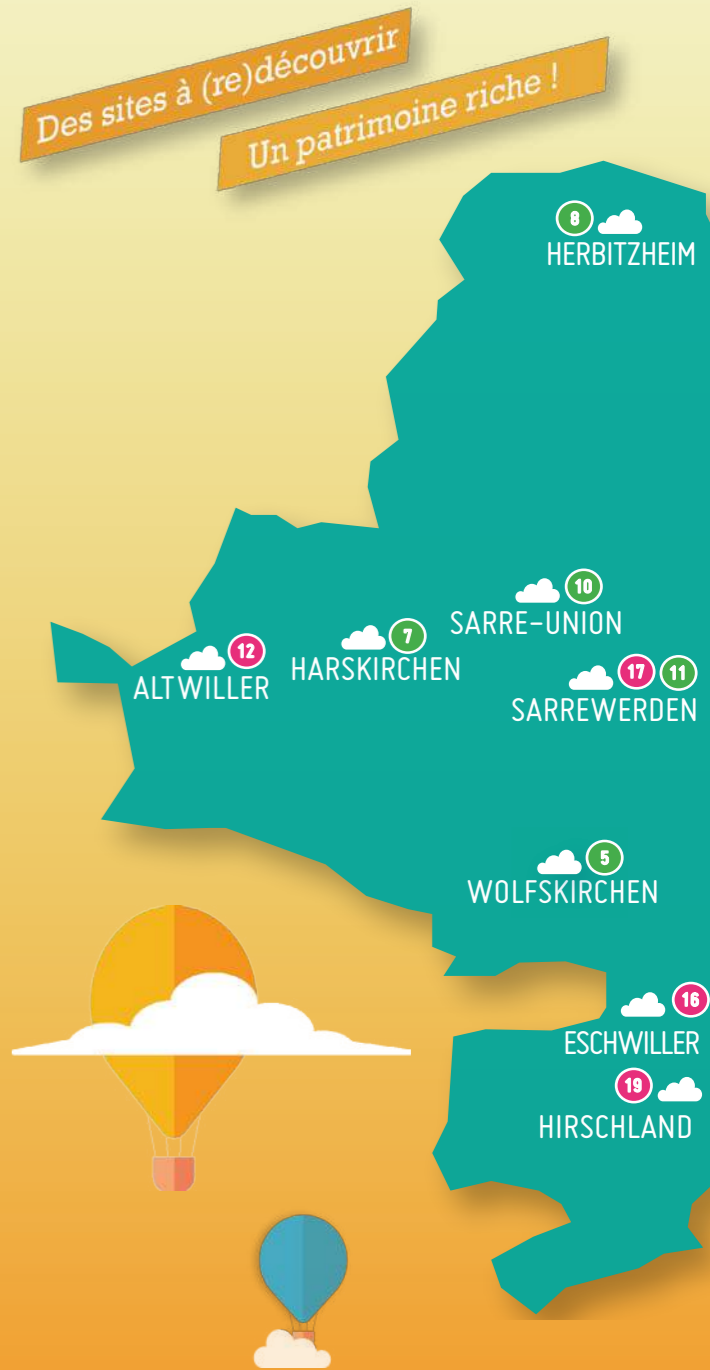 Des sites à (re)découvrir
Un patrimoine riche !
8
HERBITZHEIM
10
SARRE-UNION
12
ALTWILLER
7
HARSKIRCHEN
17 11
SARREWERDEN
5
WOLFSKIRCHEN
16
ESCHWILLER
19
HIRSCHLAND